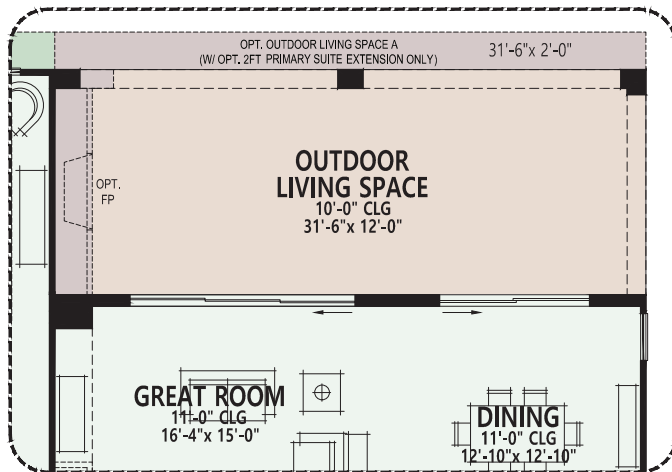 OPT. OUTDOOR LIVING SPACE A
(W/ OPT. 2FT PRIMARY SUITE EXTENSION ONLY)
31'-6"x 2'-0"
OPT.
FP
OUTDOOR
LIVING SPACE
10'-0" CLG
31'-6"x 12'-0"
GREAT ROOM
11'-0" CLG
16'-4"x 15'-0"
DINING
11'-0" CLG
12'-10"x 12'-10"